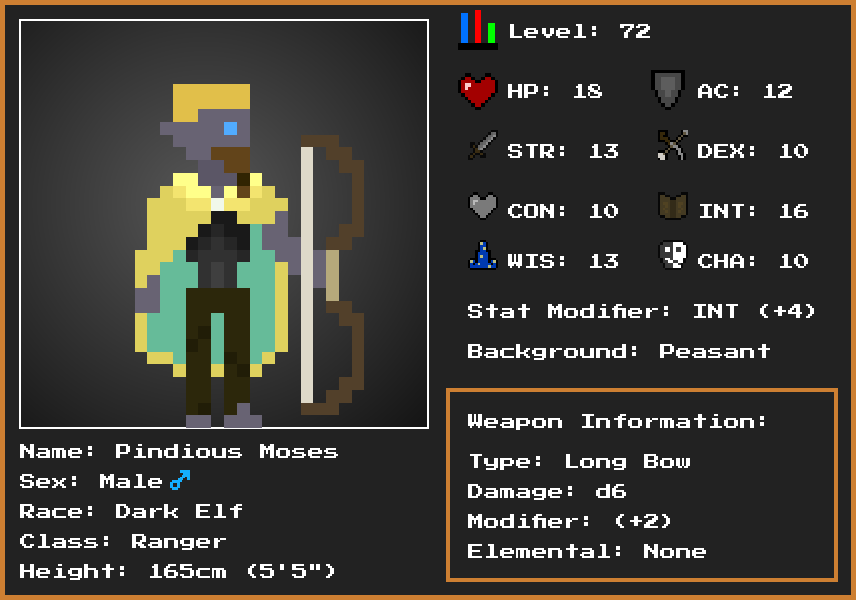 Level: 72
HP: 18 AC: 12
STR: 13 DEX: 10
CON: 10 INT: 16
WIS: 13 CHA: 10
Stat Modifier: INT (+4)
Background: Peasant
Weapon Information:
Type: Long Bow
Damage: d6
Modifier: (+2)
Elemental: None
Name: Pindious Moses
Sex: Male♂
Race: Dark Elf
Class: Ranger
Height: 165cm (5'5")